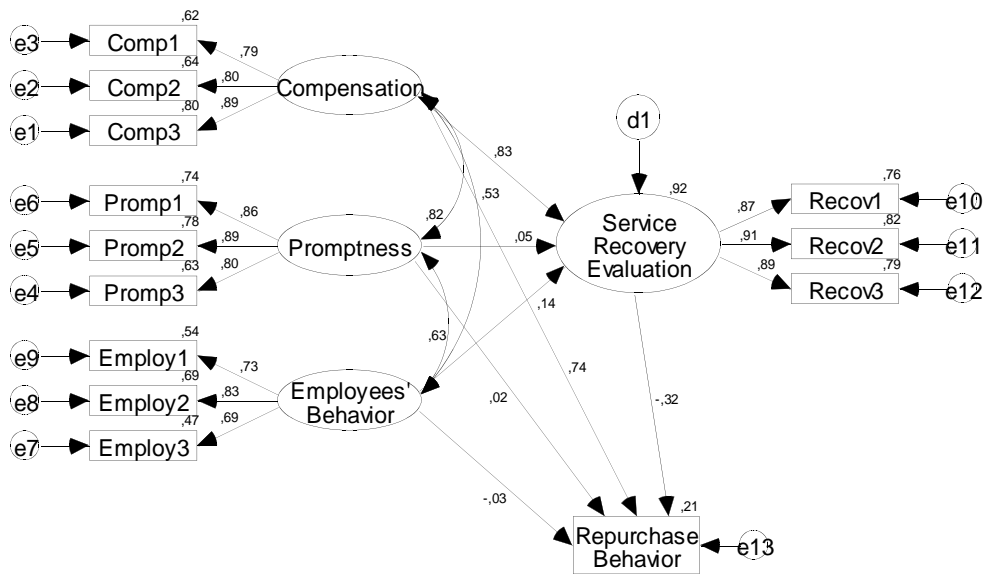 ,62
e3
Comp1
,79
,64
e2
Comp2
,80
Compensation
,80
e1
Comp3
,89
d1
,83
,53
,74
e6
Promp1
,86
,78
e5
Promp2
,89
Promptness
,82
,05
,63
e4
Promp3
,80
,92
Service
Recovery
Evaluation
,87
,76
Recov1
e10
,91
,82
Recov2
e11
,89
,79
Recov3
e12
,14
,63
,54
e9
Employ1
,73
,69
e8
Employ2
,83
Employees'
Behavior
,47
e7
Employ3
,69
,02
,74
-,32
-,03
,21
Repurchase
Behavior
e13